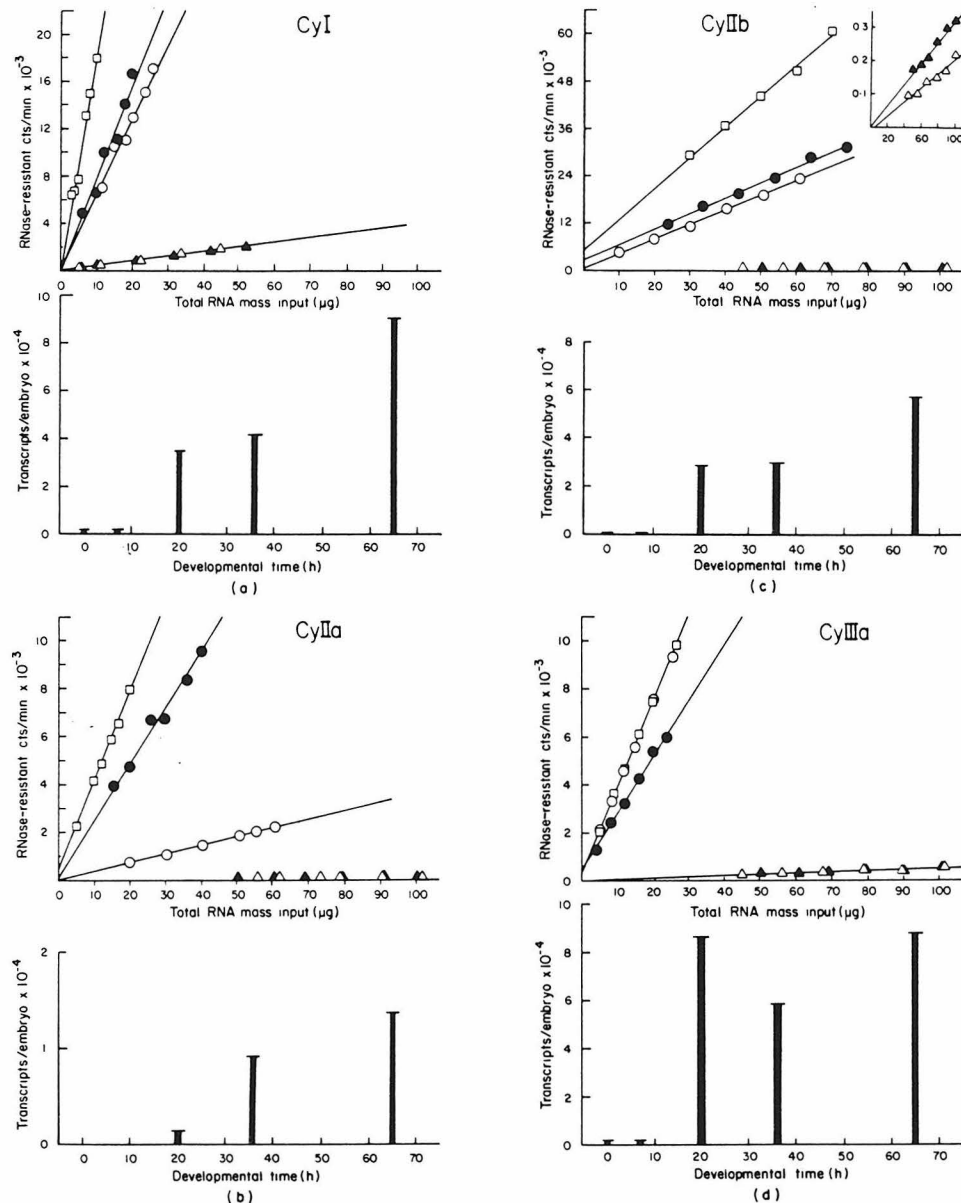 CyI
RNase-resistant cts/min × 10⁻³
20
16
12
8
4
10 20 30 40 50 60 70 80 90 100
Total RNA mass input (µg)
Transcripts/embryo × 10⁻⁴
10
8
6
4
2
0
0 10 20 30 40 50 60 70
Developmental time (h)
(a)
CyIIb
RNase-resistant cts/min × 10⁻³
60
48
36
24
12
0
10 20 30 40 50 60 70 80 90 100
Total RNA mass input (µg)
0·3
0·2
0·1
20 60 100
Transcripts/embryo × 10⁻⁴
8
6
4
2
0
0 10 20 30 40 50 60 70
Developmental time (h)
(c)
CyIIa
RNase-resistant cts/min × 10⁻³
10
8
6
4
2
10 20 30 40 50 60 70 80 90 100
Total RNA mass input (µg)
Transcripts/embryo × 10⁻⁴
2
1
0
0 10 20 30 40 50 60 70
Developmental time (h)
(b)
CyIIIa
RNase-resistant cts/min × 10⁻³
10
8
6
4
2
0
10 20 30 40 50 60 70 80 90 100
Total RNA mass input (µg)
Transcripts/embryo × 10⁻⁴
10
8
6
4
2
0
0 10 20 30 40 50 60 70
Developmental time (h)
(d)